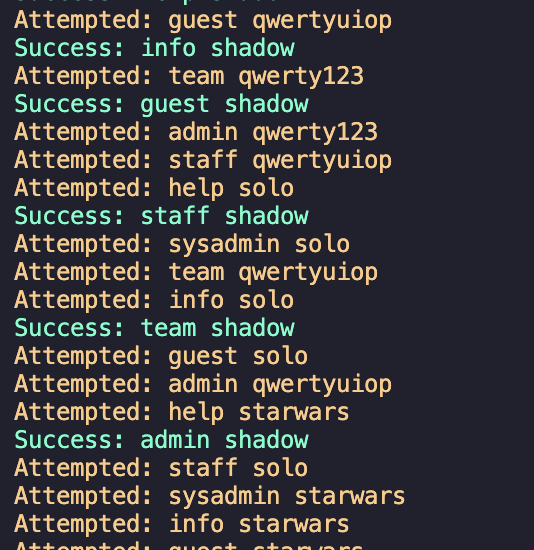 Attempted: guest qwertyuiop
Success: info shadow
Attempted: team qwerty123
Success: guest shadow
Attempted: admin qwerty123
Attempted: staff qwertyuiop
Attempted: help solo
Success: staff shadow
Attempted: sysadmin solo
Attempted: team qwertyuiop
Attempted: info solo
Success: team shadow
Attempted: guest solo
Attempted: admin qwertyuiop
Attempted: help starwars
Success: admin shadow
Attempted: staff solo
Attempted: sysadmin starwars
Attempted: info starwars
Attempted: guest starwars